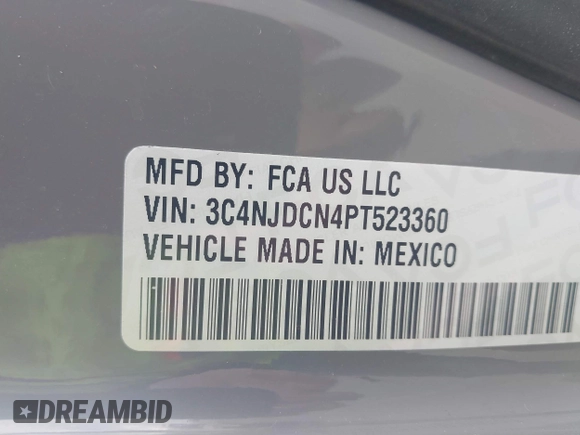 MFD BY: FCA US LLC
VIN: 3C4NJDCN4PT523360
VEHICLE MADE IN: MEXICO
DREAMBID